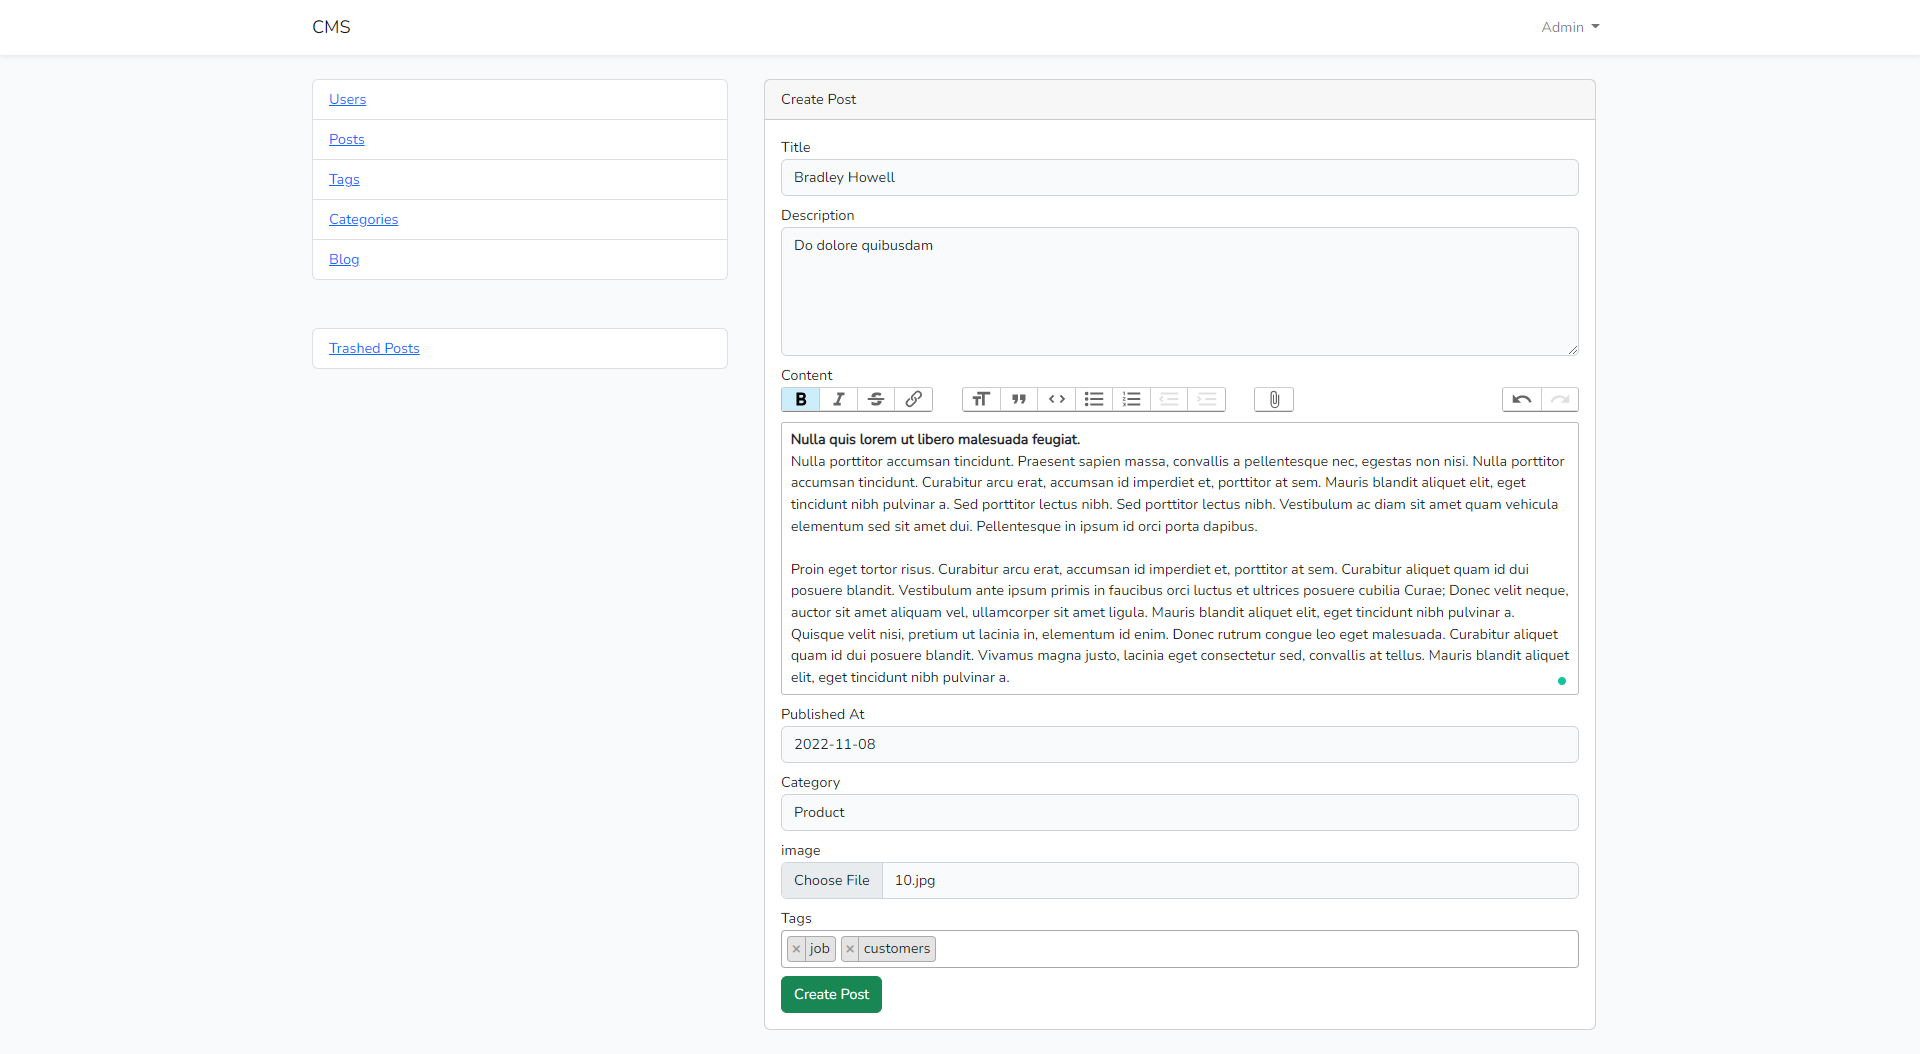 CMS
Admin
Users
Posts
Tags
Categories
Blog
Trashed Posts
Create Post
Title
Bradley Howell
Description
Do dolore quibusdam
Content
Nulla quis lorem ut libero malesuada feugiat.
Nulla porttitor accumsan tincidunt. Praesent sapien massa, convallis a pellentesque nec, egestas non nisi. Nulla porttitor
accumsan tincidunt. Curabitur arcu erat, accumsan id imperdiet et, porttitor at sem. Mauris blandit aliquet elit, eget
tincidunt nibh pulvinar a. Sed porttitor lectus nibh. Sed porttitor lectus nibh. Vestibulum ac diam sit amet quam vehicula
elementum sed sit amet dui. Pellentesque in ipsum id orci porta dapibus.
Proin eget tortor risus. Curabitur arcu erat, accumsan id imperdiet et, porttitor at sem. Curabitur aliquet quam id dui
posuere blandit. Vestibulum ante ipsum primis in faucibus orci luctus et ultrices posuere cubilia Curae; Donec velit neque,
auctor sit amet aliquam vel, ullamcorper sit amet ligula. Mauris blandit aliquet elit, eget tincidunt nibh pulvinar a.
Quisque velit nisi, pretium ut lacinia in, elementum id enim. Donec rutrum congue leo eget malesuada. Curabitur aliquet
quam id dui posuere blandit. Vivamus magna justo, lacinia eget consectetur sed, convallis at tellus. Mauris blandit aliquet
elit, eget tincidunt nibh pulvinar a.
Published At
2022-11-08
Category
Product
image
Choose File 10.jpg
Tags
× job × customers
Create Post